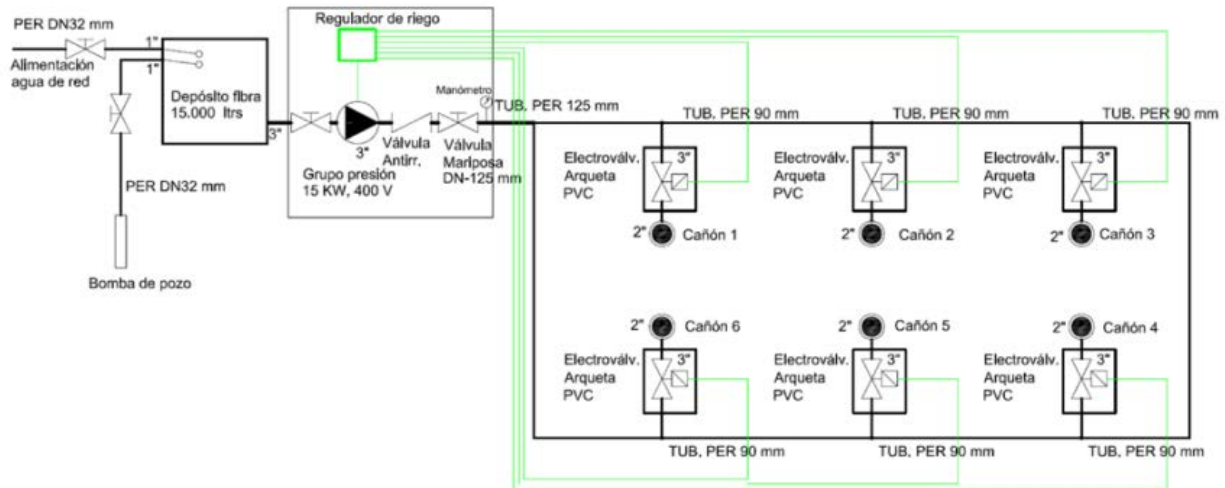 PER DN32 mm
Alimentación
agua de red
1"
1"
Depósito fibra
15.000 ltrs
3"
PER DN32 mm
Bomba de pozo
Regulador de riego
Manómetro
3"
Grupo presión
15 KW, 400 V
Válvula
Antirr.
Válvula
Mariposa
DN-125 mm
TUB. PER 125 mm
TUB. PER 90 mm
TUB. PER 90 mm
TUB. PER 90 mm
Electroválv.
Arqueta
PVC
3"
2"
Cañón 1
Electroválv.
Arqueta
PVC
3"
2"
Cañón 2
Electroválv.
Arqueta
PVC
3"
2"
Cañón 3
2"
Cañón 6
Electroválv.
Arqueta
PVC
3"
2"
Cañón 5
Electroválv.
Arqueta
PVC
3"
2"
Cañón 4
Electroválv.
Arqueta
PVC
3"
TUB. PER 90 mm
TUB. PER 90 mm
TUB. PER 90 mm